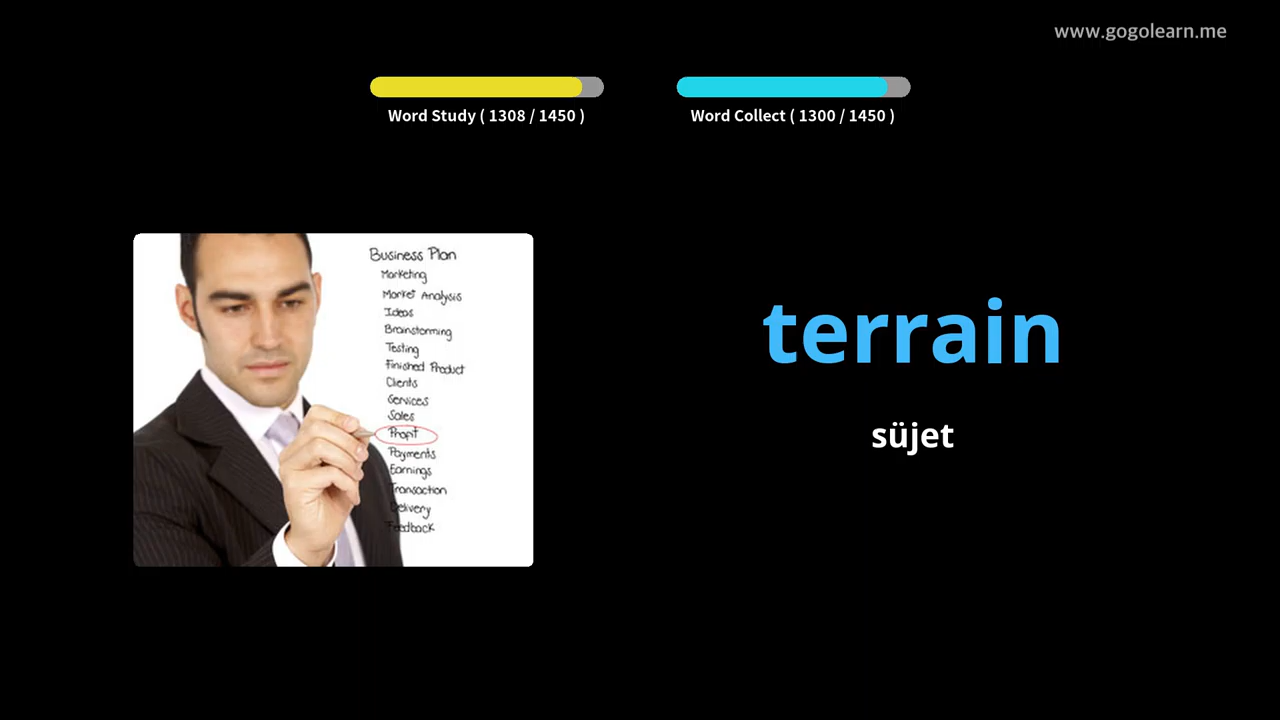 www.gogolearn.me
Word Study ( 1308 / 1450 )
Word Collect ( 1300 / 1450 )
Business Plan
Marketing
Market Analysis
Ideas
Brainstorming
Testing
Finished Product
Clients
Services
Sales
Profit
Payments
Earnings
Transaction
Delivery
Feedback
terrain
süjet